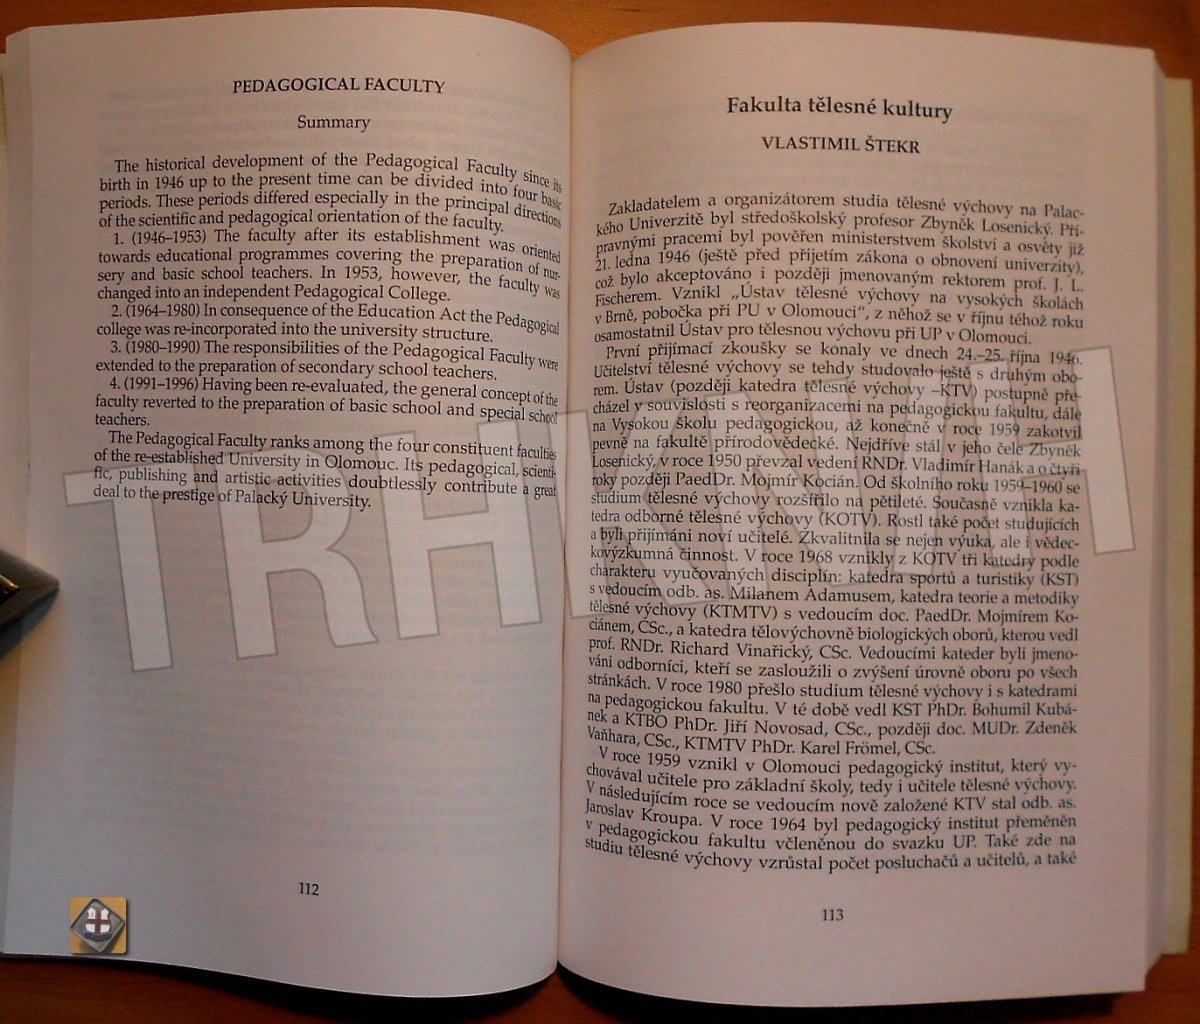 PEDAGOGICAL FACULTY
Summary
The historical development of the Pedagogical Faculty since its
birth in 1946 up to the present time can be divided into four basic
periods. These periods differed especially in the principal directions
of the scientific and pedagogical orientation of the faculty.
1. (1946–1953) The faculty after its establishment was oriented
towards educational programmes covering the preparation of nur-
sery and basic school teachers. In 1953, however, the faculty was
changed into an independent Pedagogical College.
2. (1964–1980) In consequence of the Education Act the Pedagogical
college was re-incorporated into the university structure.
3. (1980–1990) The responsibilities of the Pedagogical Faculty were
extended to the preparation of secondary school teachers.
4. (1991–1996) Having been re-evaluated, the general concept of the
faculty reverted to the preparation of basic school and special school
teachers.
The Pedagogical Faculty ranks among the four constituent faculties
of the re-established University in Olomouc. Its pedagogical, scienti-
fic, publishing and artistic activities doubtlessly contribute a great
deal to the prestige of Palacký University.
112
Fakulta tělesné kultury
VLASTIMIL ŠTEKR
Zakladatelem a organizátorem studia tělesné výchovy na Palac-
kého Univerzitě byl středoškolský profesor Zbyněk Losenický. Pří-
pravnými pracemi byl pověřen ministerstvem školství a osvěty již
21. ledna 1946 (ještě před přijetím zákona o obnovení univerzity),
což bylo akceptováno i později jmenovaným rektorem prof. J. L.
Fischerem. Vznikl „Ústav tělesné výchovy na vysokých školách
v Brně, pobočka při PU v Olomouci“, z něhož se v říjnu téhož roku
osamostatnil Ústav pro tělesnou výchovu při UP v Olomouci.
První přijímací zkoušky se konaly ve dnech 24.–25. října 1946.
Učitelství tělesné výchovy se tehdy studovalo ještě s druhým obo-
rem. Ústav (později katedra tělesné výchovy –KTV) postupně pře-
cházel v souvislosti s reorganizacemi na pedagogickou fakultu, dále
na Vysokou školu pedagogickou, až konečně v roce 1959 zakotvil
pevně na fakultě přírodovědecké. Nejdříve stál v jeho čele Zbyněk
Losenický, v roce 1950 převzal vedení RNDr. Vladimír Hanák a o čtyři
roky později PaedDr. Mojmír Kocián. Od školního roku 1959–1960 se
studium tělesné výchovy rozšířilo na pětileté. Současně vznikla ka-
tedra odborné tělesné výchovy (KOTV). Rostl také počet studujících
a byli přijímáni noví učitelé. Zkvalitnila se nejen výuka, ale i vědec-
kovýzkumná činnost. V roce 1968 vznikly z KOTV tři katedry podle
charakteru vyučovaných disciplín: katedra sportů a turistiky (KST)
s vedoucím odb. as. Milanem Adamusem, katedra teorie a metodiky
tělesné výchovy (KTMTV) s vedoucím doc. PaedDr. Mojmírem Ko-
ciánem, CSc., a katedra tělovýchovně biologických oborů, kterou vedl
prof. RNDr. Richard Vinařický, CSc. Vedoucími kateder byli jmeno-
váni odborníci, kteří se zasloužili o zvýšení úrovně oboru po všech
stránkách. V roce 1980 přešlo studium tělesné výchovy i s katedrami
na pedagogickou fakultu. V té době vedl KST PhDr. Bohumil Kubá-
nek a KTBO PhDr. Jiří Novosad, CSc., později doc. MUDr. Zdeněk
Vaňhara, CSc., KTMTV PhDr. Karel Frömel, CSc.
V roce 1959 vznikl v Olomouci pedagogický institut, který vy-
chovával učitele pro základní školy, tedy i učitele tělesné výchovy.
V následujícím roce se vedoucím nově založené KTV stal odb. as.
Jaroslav Kroupa. V roce 1964 byl pedagogický institut přeměněn
v pedagogickou fakultu včleněnou do svazku UP. Také zde na
studiu tělesné výchovy vzrůstal počet posluchačů a učitelů, a také
113
TRHKNIH